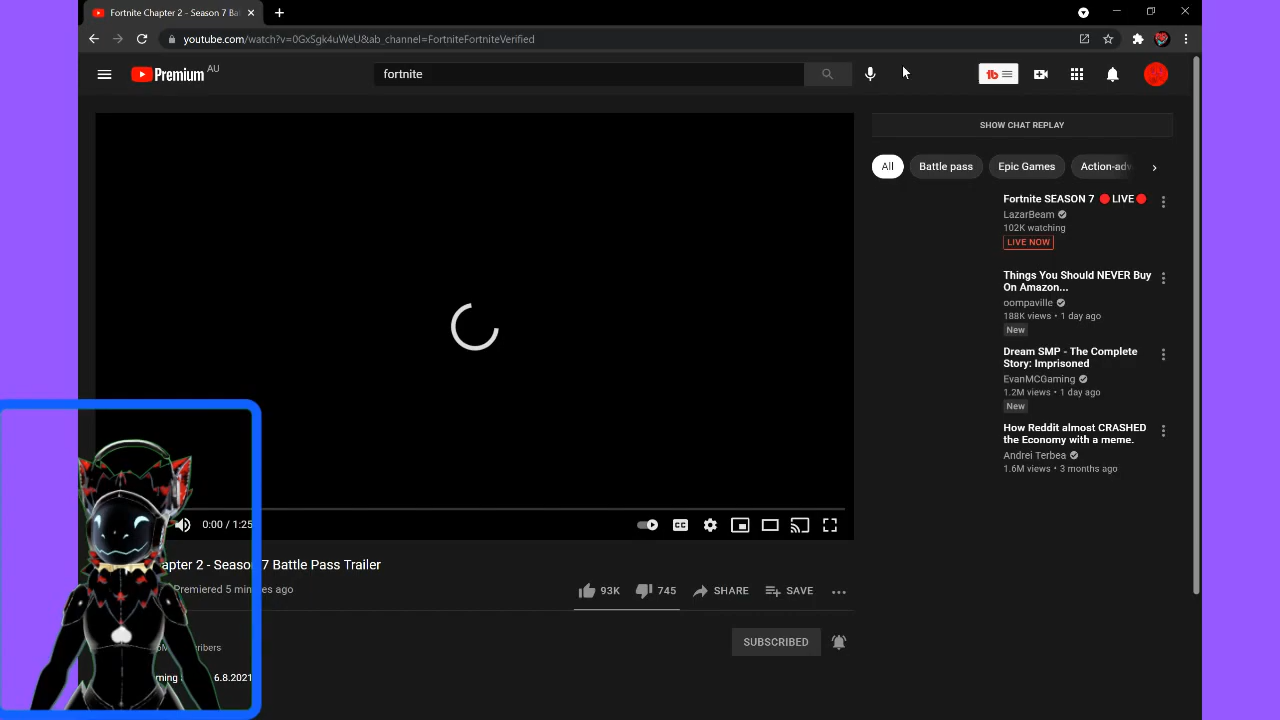 Fortnite Chapter 2 - Season 7 Bat
youtube.com/watch?v=0GxSgk4uWeU&ab_channel=FortniteFortniteVerified
Premium AU
fortnite
SHOW CHAT REPLAY
All
Battle pass
Epic Games
Action-adv
Fortnite SEASON 7 🔴LIVE🔴
LazarBeam
102K watching
LIVE NOW
Things You Should NEVER Buy
On Amazon...
oompaville
188K views • 1 day ago
New
Dream SMP - The Complete
Story: Imprisoned
EvanMCGaming
1.2M views • 1 day ago
New
How Reddit almost CRASHED
the Economy with a meme.
Andrei Terbea
1.6M views • 3 months ago
0:00 / 1:25
CC
apter 2 - Season 7 Battle Pass Trailer
Premiered 5 minutes ago
93K
745
SHARE
SAVE
SUBSCRIBED
6.8.2021